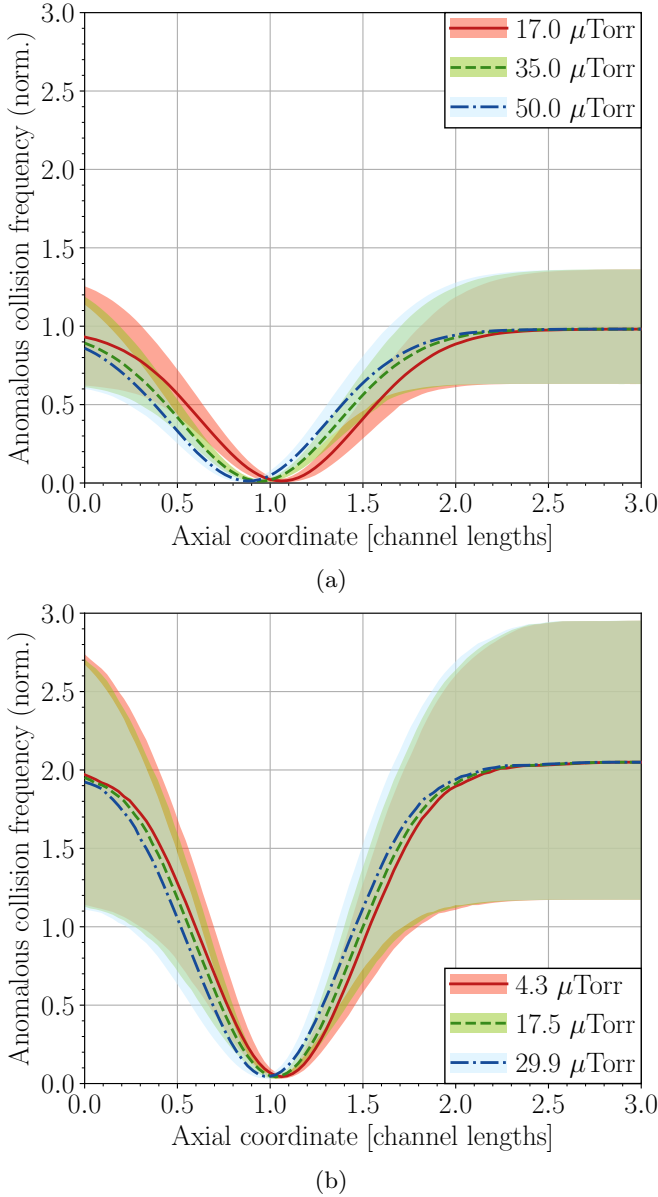 3.0
2.5
2.0
1.5
1.0
0.5
0.0
Anomalous collision frequency (norm.)
17.0 μTorr
35.0 μTorr
50.0 μTorr
0.0 0.5 1.0 1.5 2.0 2.5 3.0
Axial coordinate [channel lengths]
(a)
3.0
2.5
2.0
1.5
1.0
0.5
0.0
Anomalous collision frequency (norm.)
4.3 μTorr
17.5 μTorr
29.9 μTorr
0.0 0.5 1.0 1.5 2.0 2.5 3.0
Axial coordinate [channel lengths]
(b)